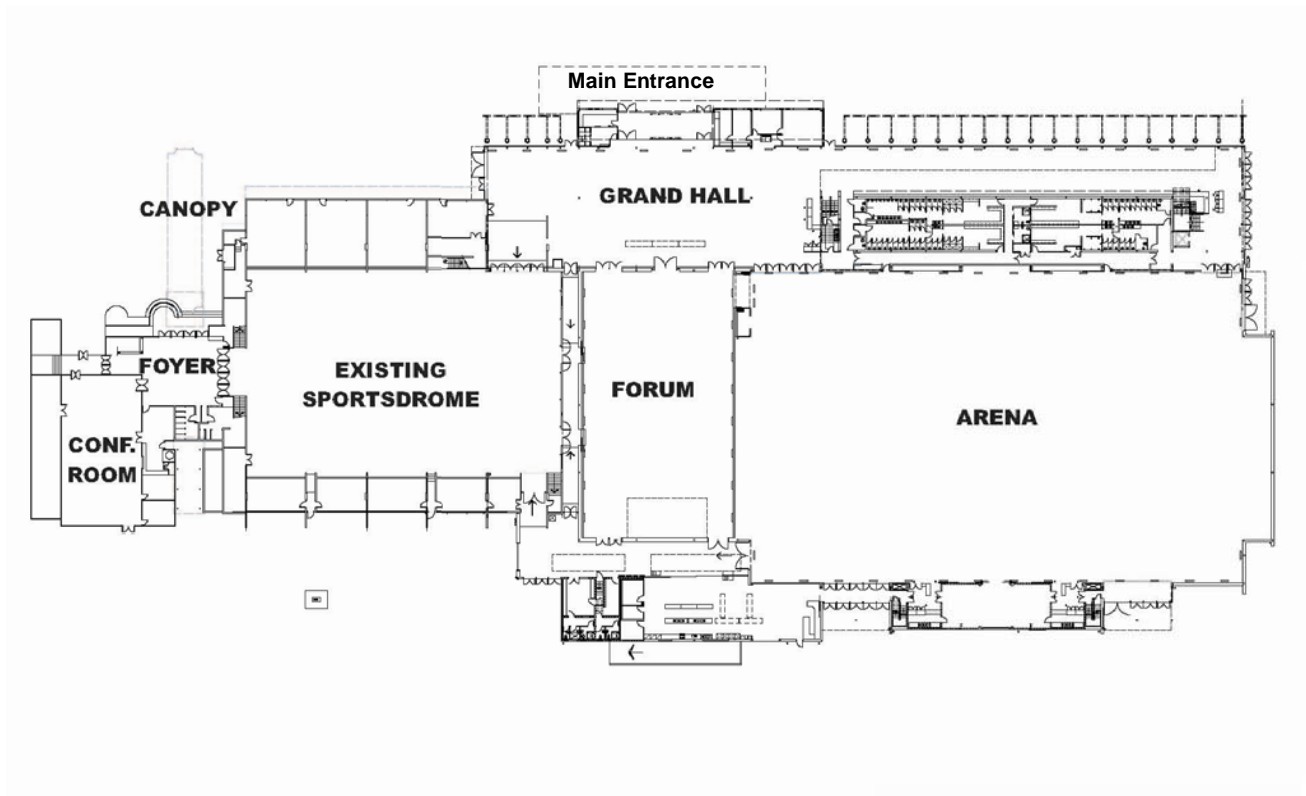 Main Entrance
GRAND HALL
CANOPY
FOYER
EXISTING
SPORTSDROME
FORUM
ARENA
CONF.
ROOM